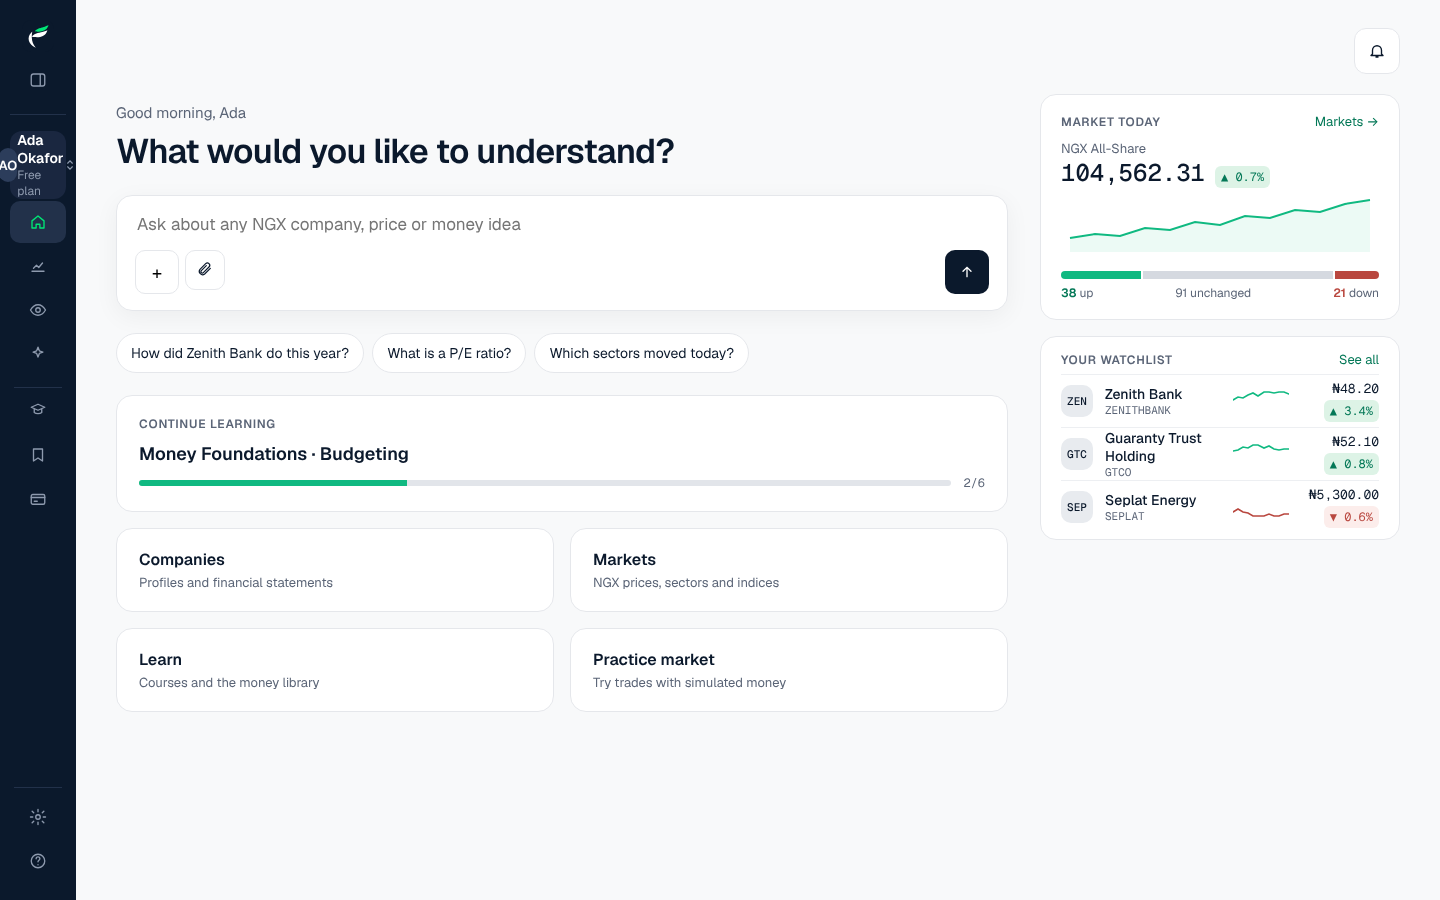 AO
Ada
Okafor
Free
plan
Good morning, Ada
What would you like to understand?
Ask about any NGX company, price or money idea
+
How did Zenith Bank do this year?
What is a P/E ratio?
Which sectors moved today?
CONTINUE LEARNING
Money Foundations · Budgeting
2/6
Companies
Profiles and financial statements
Markets
NGX prices, sectors and indices
Learn
Courses and the money library
Practice market
Try trades with simulated money
MARKET TODAY
Markets →
NGX All-Share
104,562.31 ▲ 0.7%
38 up
91 unchanged
21 down
YOUR WATCHLIST
See all
ZEN
Zenith Bank
ZENITHBANK
₦48.20
▲ 3.4%
GTC
Guaranty Trust
Holding
GTCO
₦52.10
▲ 0.8%
SEP
Seplat Energy
SEPLAT
₦5,300.00
▼ 0.6%